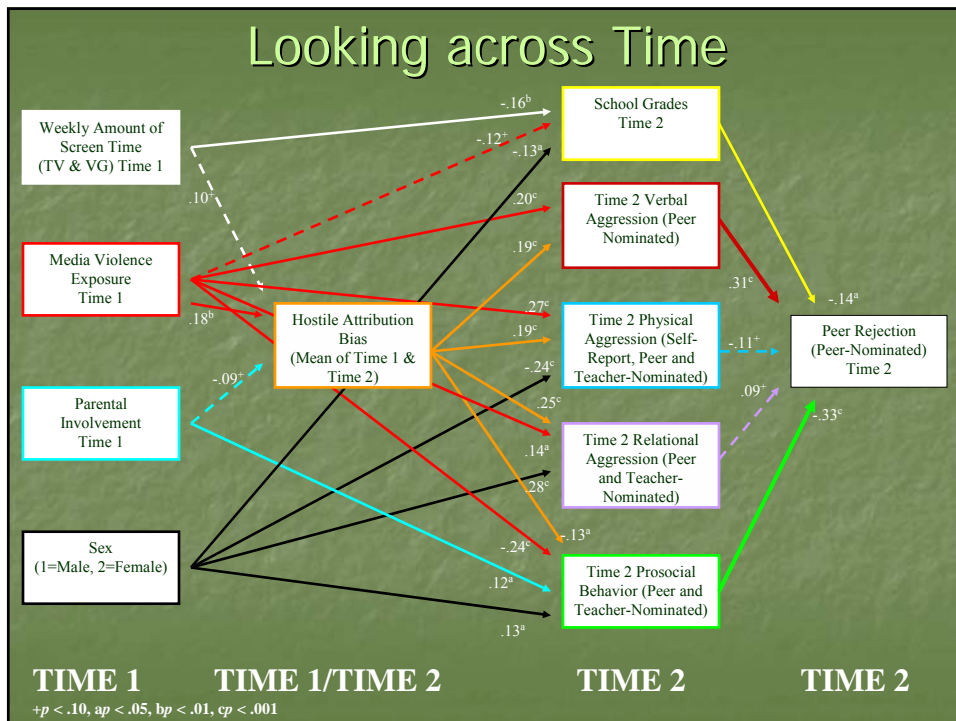 Looking across Time
Weekly Amount of
Screen Time
(TV & VG) Time 1
Media Violence
Exposure
Time 1
Parental
Involvement
Time 1
Sex
(1=Male, 2=Female)
.10+
.18b
-.09+
Hostile Attribution
Bias
(Mean of Time 1 &
Time 2)
-.16b
-.12+
-.13a
.20c
.19c
.27c
.19c
-.24c
.25c
.14a
.28c
-.13a
-.24c
.12a
.13a
School Grades
Time 2
Time 2 Verbal
Aggression (Peer
Nominated)
Time 2 Physical
Aggression (Self-
Report, Peer and
Teacher-Nominated)
Time 2 Relational
Aggression (Peer
and Teacher-
Nominated)
Time 2 Prosocial
Behavior (Peer and
Teacher-Nominated)
.31c
-.14a
-.11+
.09+
-.33c
Peer Rejection
(Peer-Nominated)
Time 2
TIME 1 TIME 1/TIME 2 TIME 2 TIME 2
+p < .10, ap < .05, bp < .01, cp < .001